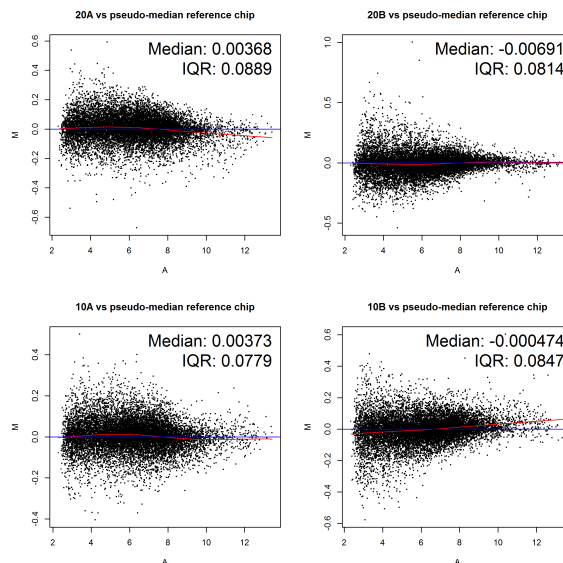 20A vs pseudo-median reference chip
Median: 0.00368
IQR: 0.0889
M
0.6
0.4
0.2
0.0
-0.2
-0.4
-0.6
2 4 6 8 10 12
A
20B vs pseudo-median reference chip
Median: -0.00691
IQR: 0.0814
M
1.0
0.5
0.0
-0.5
2 4 6 8 10 12
A
10A vs pseudo-median reference chip
Median: 0.00373
IQR: 0.0779
M
0.4
0.2
0.0
-0.2
-0.4
2 4 6 8 10 12
A
10B vs pseudo-median reference chip
Median: -0.000474
IQR: 0.0847
M
0.6
0.4
0.2
0.0
-0.2
-0.4
-0.6
2 4 6 8 10 12
A